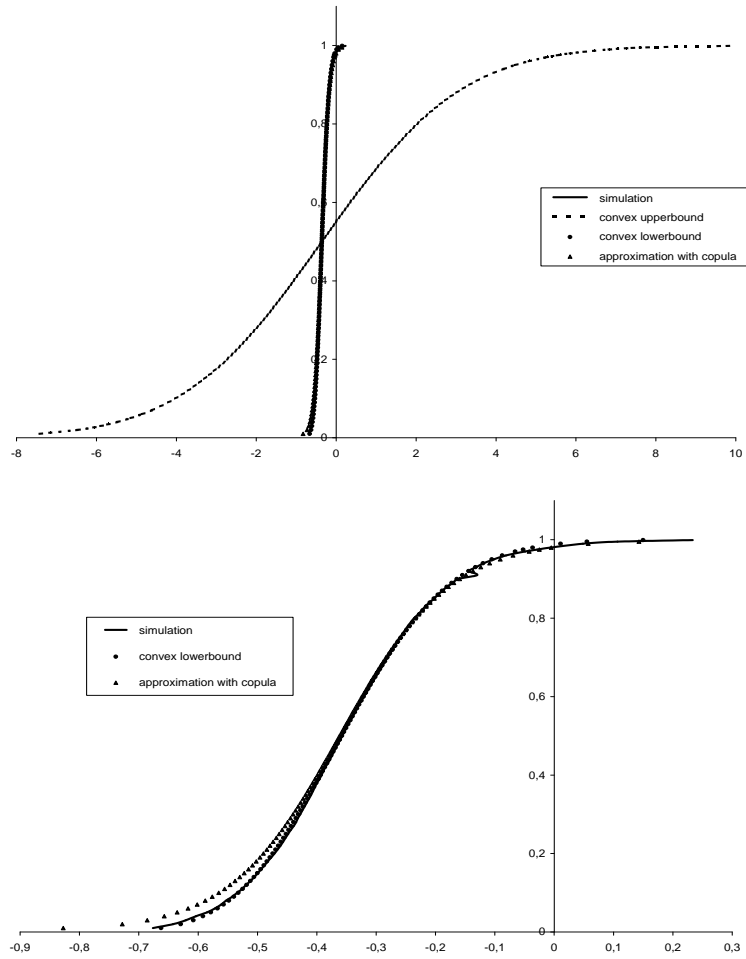 1
0,8
0,6
0,4
0,2
0
-8 -6 -4 -2 0 2 4 6 8 10
simulation
convex upperbound
convex lowerbound
approximation with copula
1
0,8
0,6
0,4
0,2
0
-0,9 -0,8 -0,7 -0,6 -0,5 -0,4 -0,3 -0,2 -0,1 0 0,1 0,2 0,3
simulation
convex lowerbound
approximation with copula